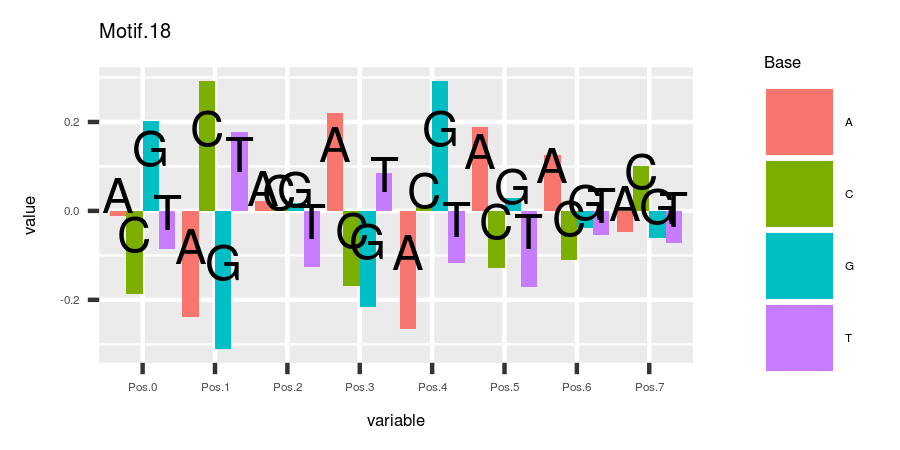 Motif.18
Base
A
C
G
T
value
0.2
0.0
-0.2
A C G T A C G T A C G T A C G T A C G T A C G T A C G T A C G T
Pos.0 Pos.1 Pos.2 Pos.3 Pos.4 Pos.5 Pos.6 Pos.7
variable